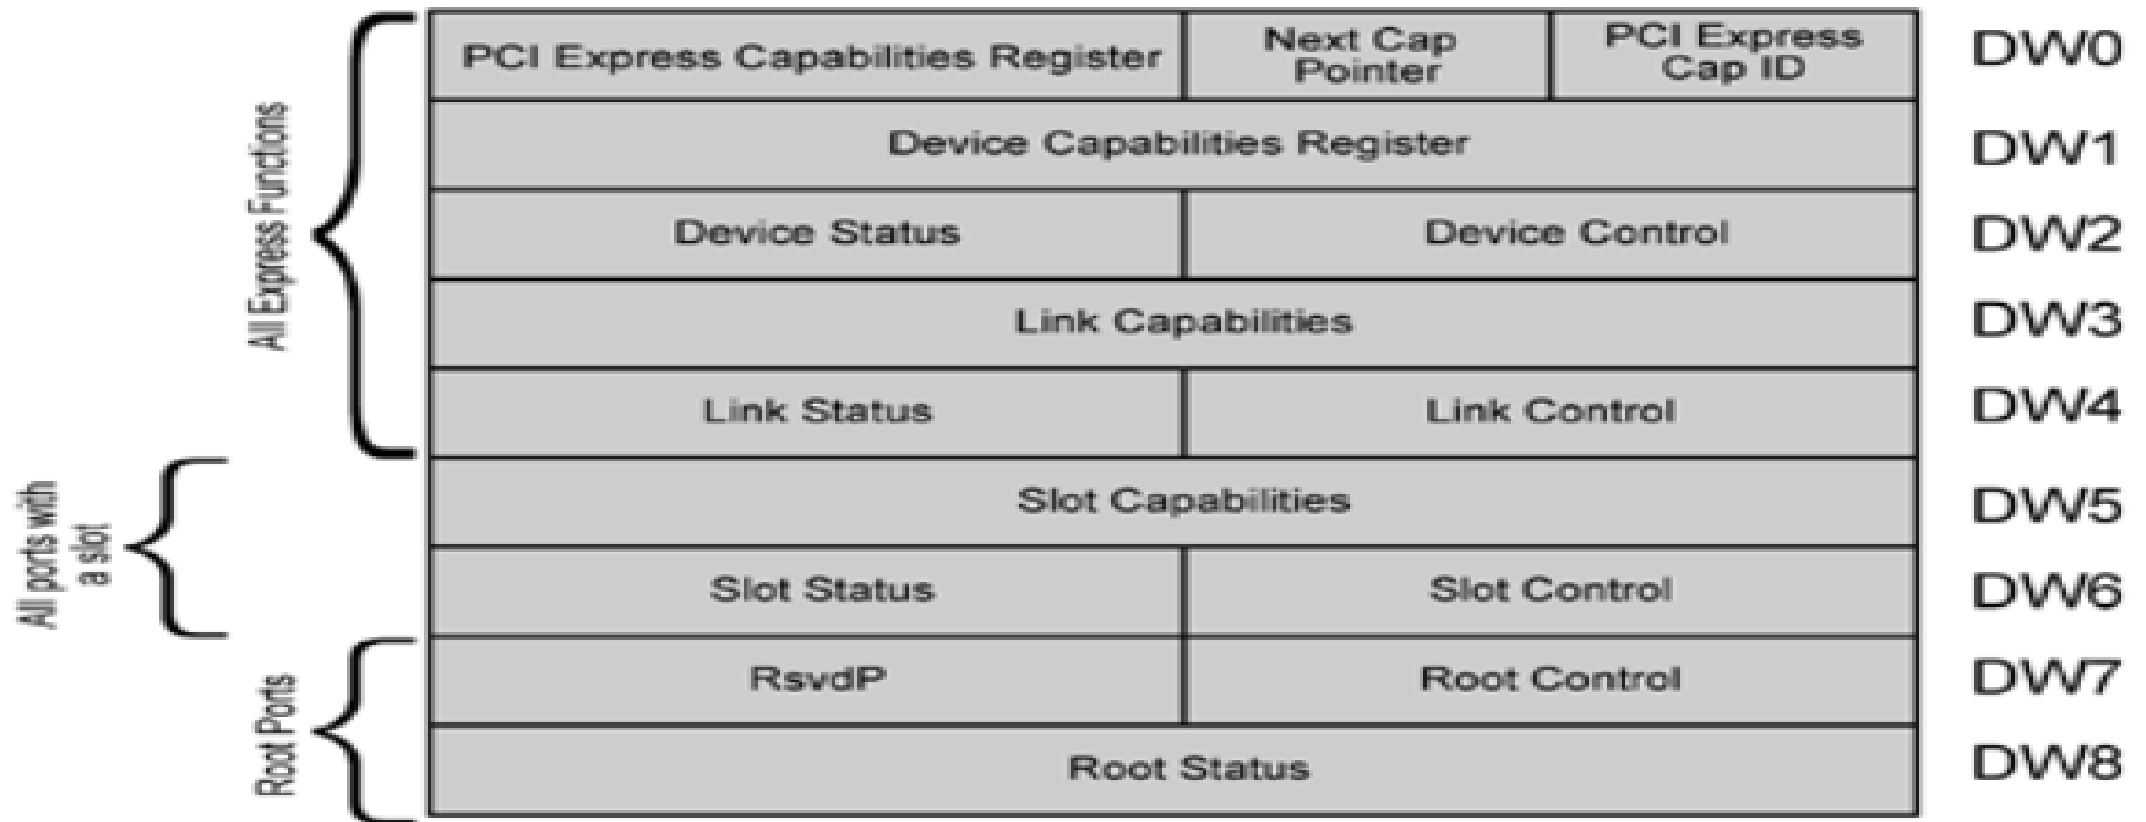 PCI Express Capabilities Register
Next Cap
Pointer
PCI Express
Cap ID
DW0
Device Capabilities Register
DW1
Device Status
Device Control
DW2
Link Capabilities
DW3
Link Status
Link Control
DW4
Slot Capabilities
DW5
Slot Status
Slot Control
DW6
RsvdP
Root Control
DW7
Root Status
DW8
All Express Functions
All ports with
a slot
Root Ports